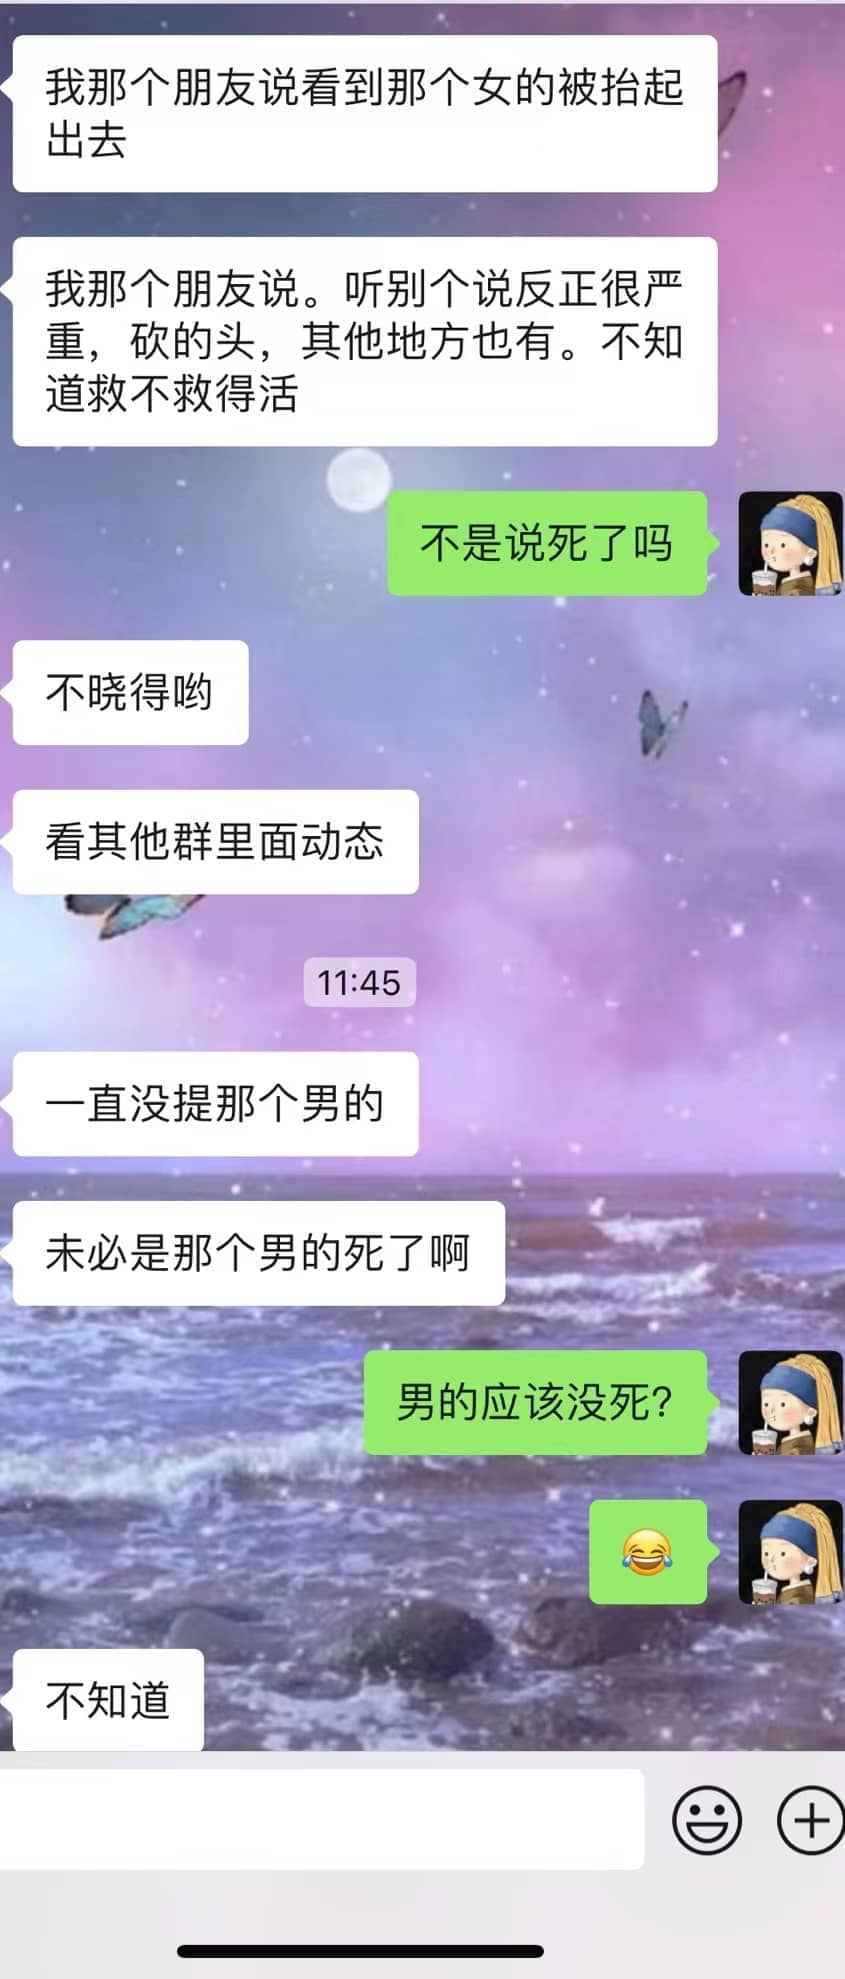 我那个朋友说看到那个女的被抬起
出去
我那个朋友说。听别个说反正很严
重，砍的头，其他地方也有。不知
道救不救得活
不是说死了吗
不晓得哟
看其他群里面动态
11:45
一直没提那个男的
未必是那个男的死了啊
男的应该没死?
不知道